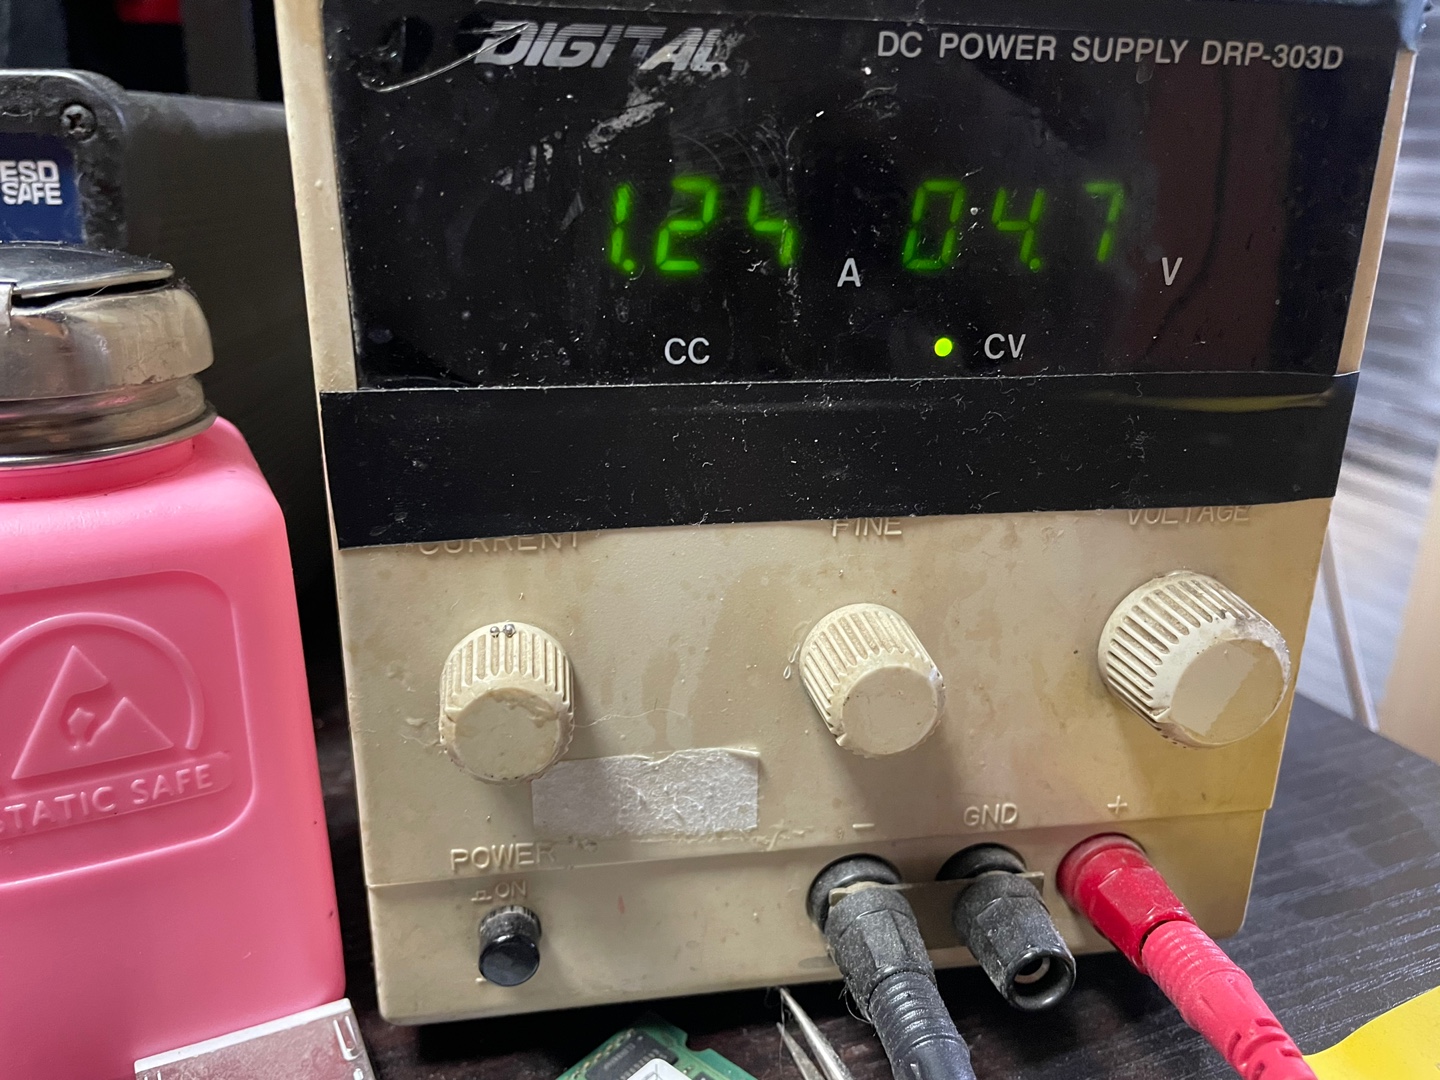 DIGITAL
DC POWER SUPPLY DRP-303D
ESD
SAFE
1.24 A 04.7 V
CC CV
CURRENT FINE VOLTAGE
STATIC SAFE
- GND +
POWER
ON